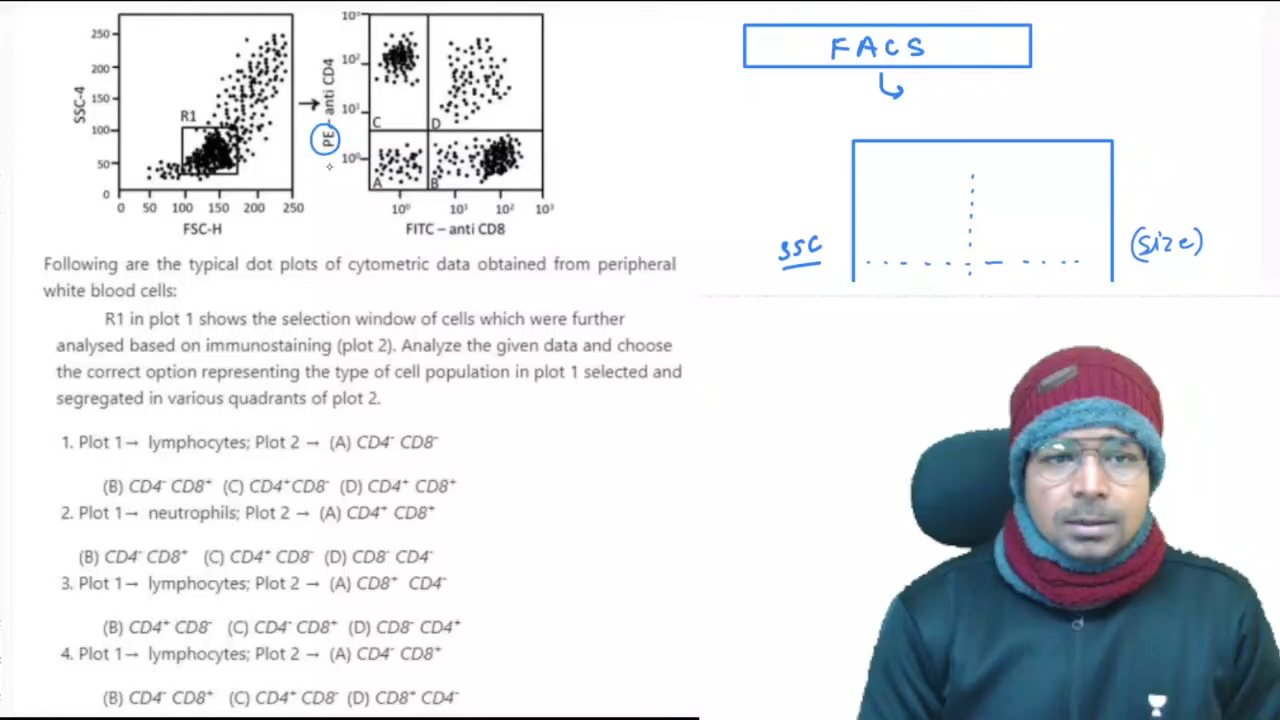 250
200
150
100
50
0
SSC-4
R1
0 50 100 150 200 250
FSC-H
10³
10²
10¹
10⁰
PE – anti CD4
C D
A B
10⁰ 10¹ 10² 10³
FITC – anti CD8
Following are the typical dot plots of cytometric data obtained from peripheral
white blood cells:
R1 in plot 1 shows the selection window of cells which were further
analysed based on immunostaining (plot 2). Analyze the given data and choose
the correct option representing the type of cell population in plot 1 selected and
segregated in various quadrants of plot 2.
1. Plot 1→ lymphocytes; Plot 2 → (A) CD4⁻ CD8⁻
(B) CD4⁻ CD8⁺ (C) CD4⁺CD8⁻ (D) CD4⁺ CD8⁺
2. Plot 1→ neutrophils; Plot 2 → (A) CD4⁺ CD8⁺
(B) CD4⁻ CD8⁺ (C) CD4⁺ CD8⁻ (D) CD8⁻ CD4⁻
3. Plot 1→ lymphocytes; Plot 2 → (A) CD8⁺ CD4⁻
(B) CD4⁺ CD8⁻ (C) CD4⁻ CD8⁺ (D) CD8⁻ CD4⁺
4. Plot 1→ lymphocytes; Plot 2 → (A) CD4⁻ CD8⁺
(B) CD4⁻ CD8⁺ (C) CD4⁺ CD8⁻ (D) CD8⁺ CD4⁻
FACS
SSC
(size)